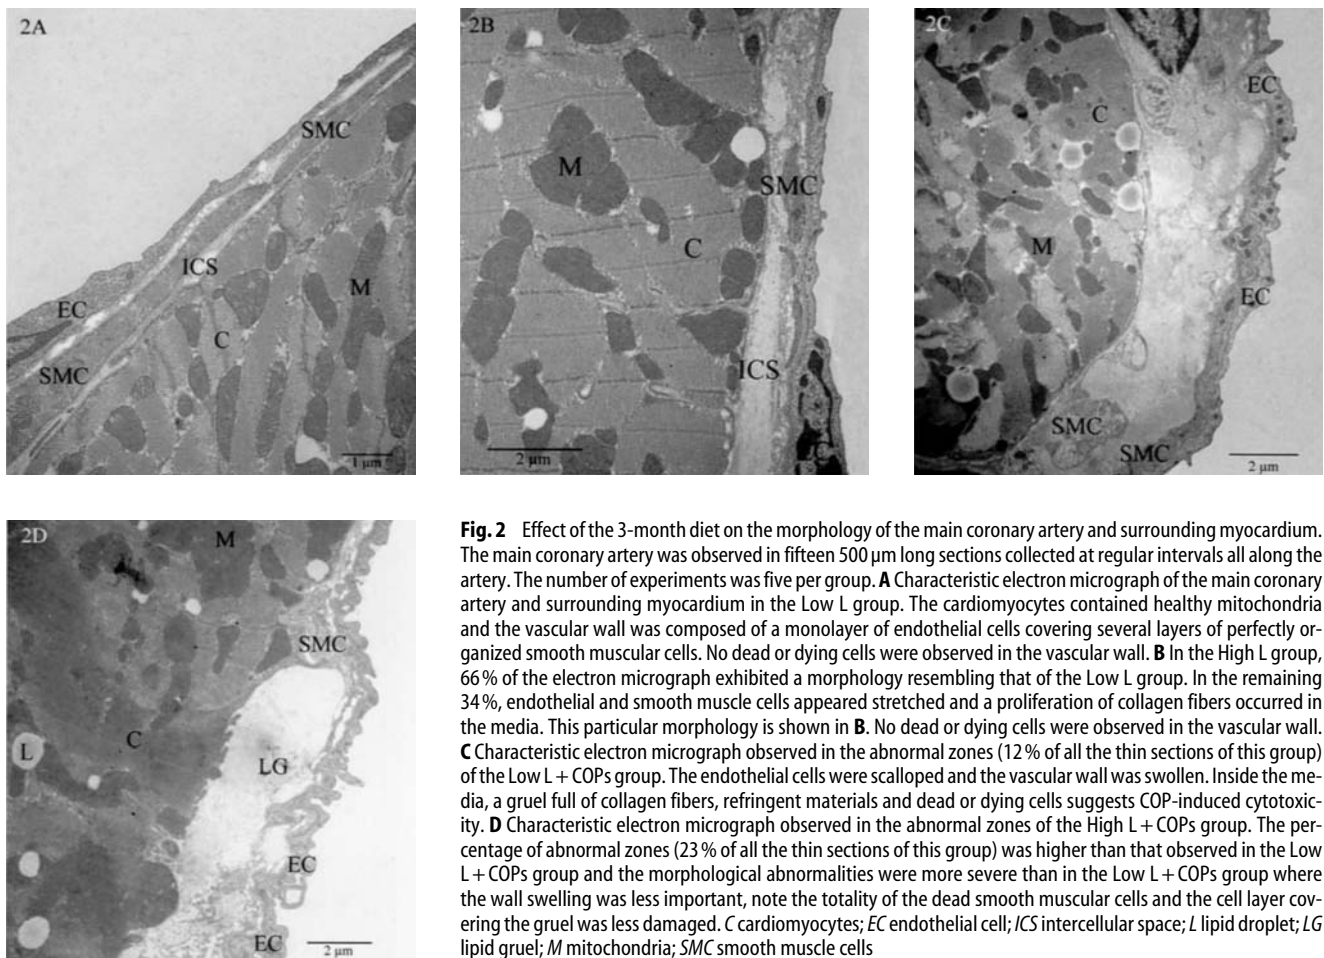 2A
SMC
ICS
M
EC
C
SMC
1 µm
2B
M
SMC
C
ICS
2 µm
C
2C
EC
C
M
EC
SMC
SMC
2 µm
2D
M
SMC
C
L
LG
EC
EC
2 µm
Fig. 2 Effect of the 3-month diet on the morphology of the main coronary artery and surrounding myocardium.
The main coronary artery was observed in fifteen 500 µm long sections collected at regular intervals all along the
artery. The number of experiments was five per group. A Characteristic electron micrograph of the main coronary
artery and surrounding myocardium in the Low L group. The cardiomyocytes contained healthy mitochondria
and the vascular wall was composed of a monolayer of endothelial cells covering several layers of perfectly or-
ganized smooth muscular cells. No dead or dying cells were observed in the vascular wall. B In the High L group,
66 % of the electron micrograph exhibited a morphology resembling that of the Low L group. In the remaining
34 %, endothelial and smooth muscle cells appeared stretched and a proliferation of collagen fibers occurred in
the media. This particular morphology is shown in B. No dead or dying cells were observed in the vascular wall.
C Characteristic electron micrograph observed in the abnormal zones (12 % of all the thin sections of this group)
of the Low L + COPs group. The endothelial cells were scalloped and the vascular wall was swollen. Inside the me-
dia, a gruel full of collagen fibers, refringent materials and dead or dying cells suggests COP-induced cytotoxic-
ity. D Characteristic electron micrograph observed in the abnormal zones of the High L + COPs group. The per-
centage of abnormal zones (23 % of all the thin sections of this group) was higher than that observed in the Low
L + COPs group and the morphological abnormalities were more severe than in the Low L + COPs group where
the wall swelling was less important, note the totality of the dead smooth muscular cells and the cell layer cov-
ering the gruel was less damaged. C cardiomyocytes; EC endothelial cell; ICS intercellular space; L lipid droplet; LG
lipid gruel; M mitochondria; SMC smooth muscle cells